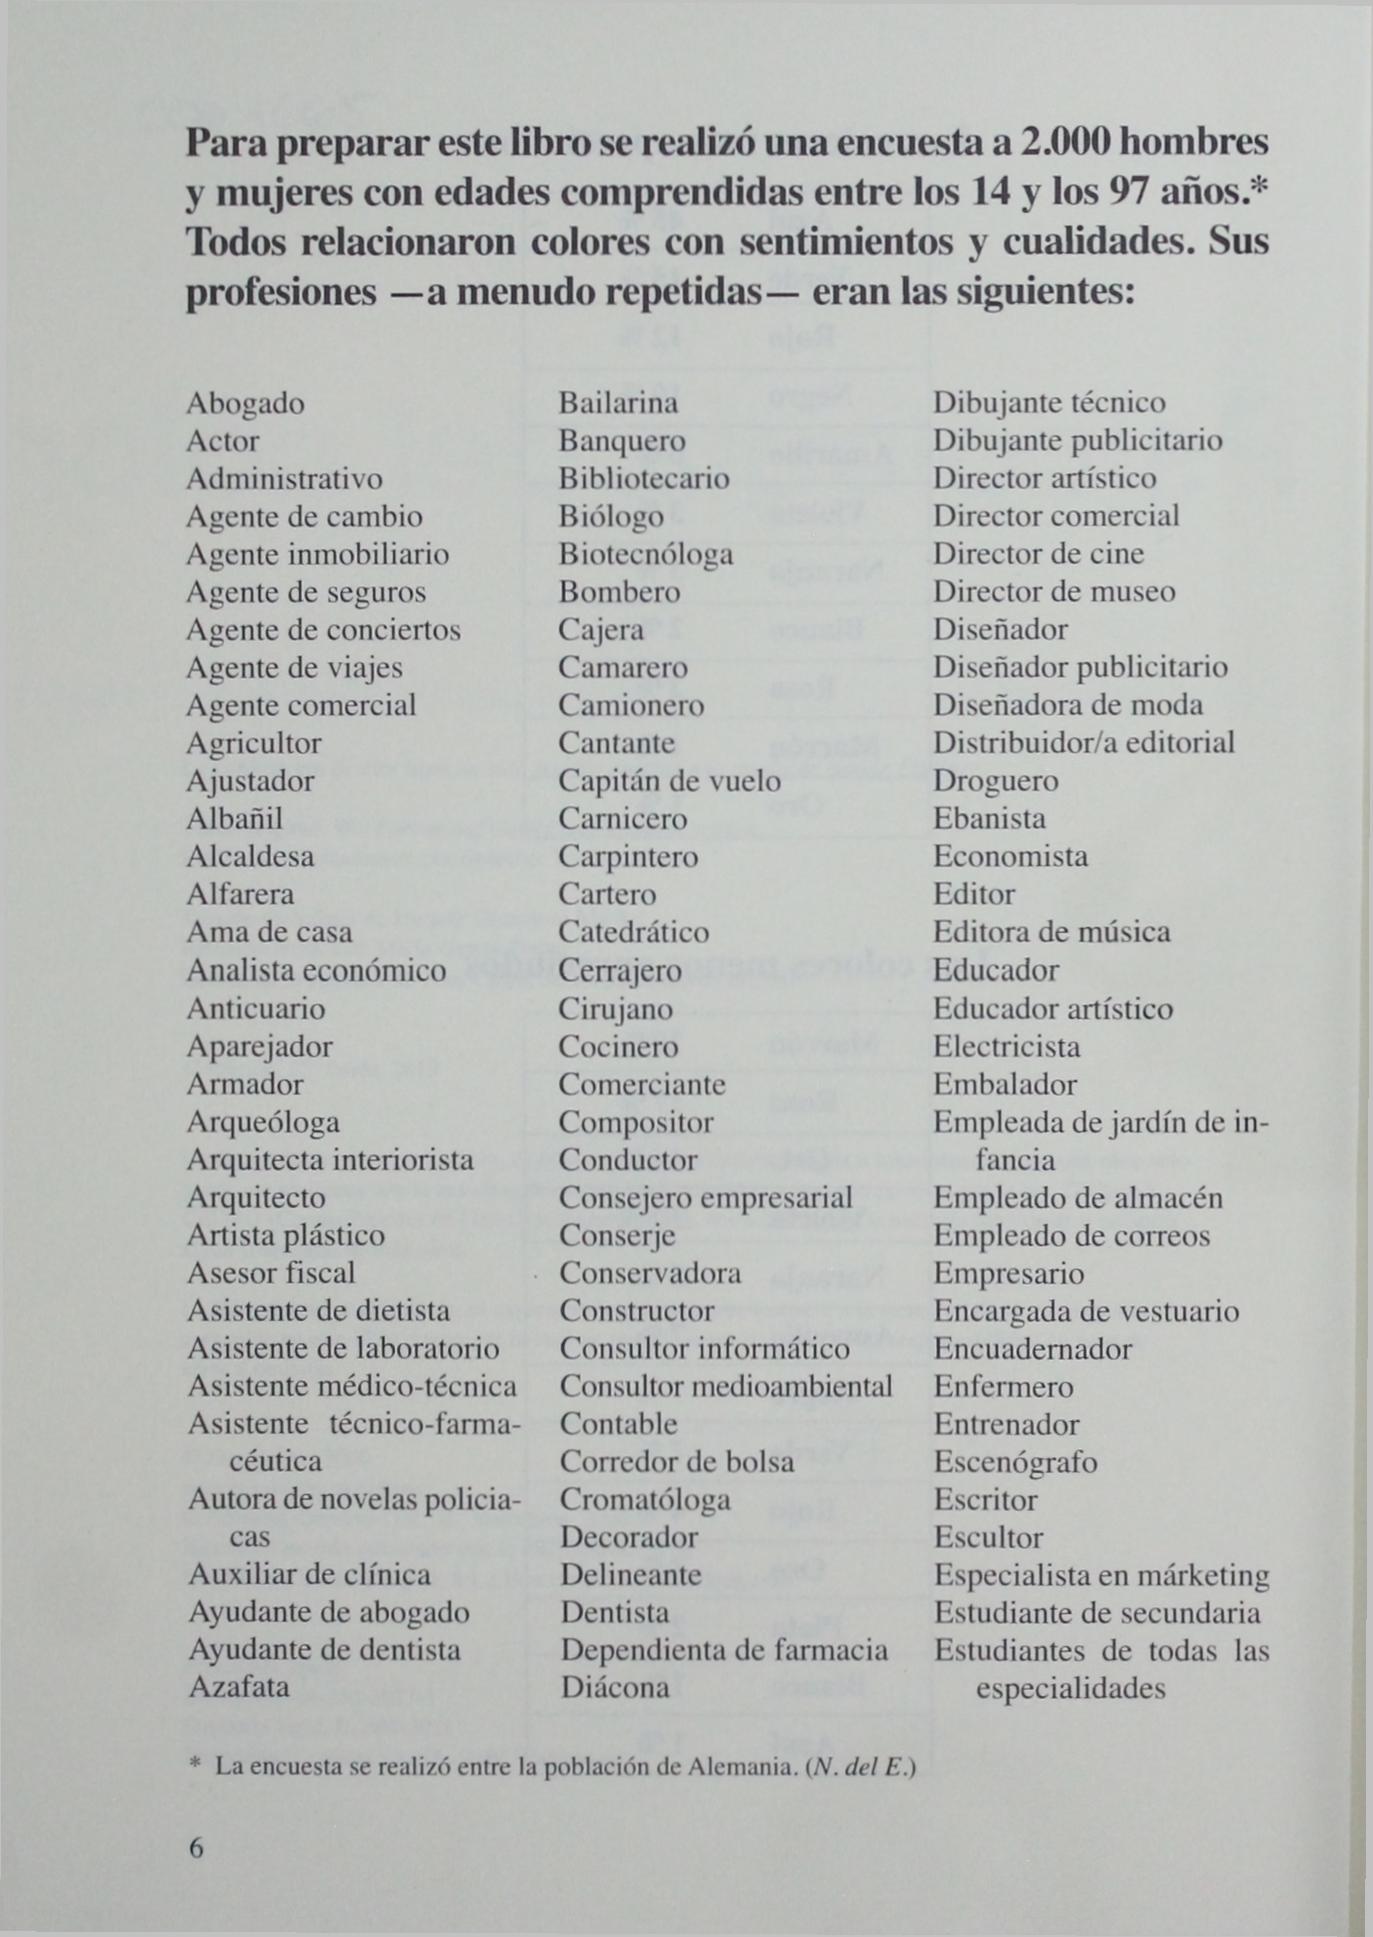 Para preparar este libro se realizó una encuesta a 2.000 hombres
y mujeres con edades comprendidas entre los 14 y los 97 años.*
Todos relacionaron colores con sentimientos y cualidades. Sus
profesiones —a menudo repetidas— eran las siguientes:
Abogado
Actor
Administrativo
Agente de cambio
Agente inmobiliario
Agente de seguros
Agente de conciertos
Agente de viajes
Agente comercial
Agricultor
Ajustador
Albañil
Alcaldesa
Alfarera
Ama de casa
Analista económico
Anticuario
Aparejador
Armador
Arqueóloga
Arquitecta interiorista
Arquitecto
Artista plástico
Asesor fiscal
Asistente de dietista
Asistente de laboratorio
Asistente médico-técnica
Asistente técnico-farma-
céutica
Autora de novelas policia-
cas
Auxiliar de clínica
Ayudante de abogado
Ayudante de dentista
Azafata
Bailarina
Banquero
Bibliotecario
Biólogo
Biotecnóloga
Bombero
Cajera
Camarero
Camionero
Cantante
Capitán de vuelo
Carnicero
Carpintero
Cartero
Catedrático
Cerrajero
Cirujano
Cocinero
Comerciante
Compositor
Conductor
Consejero empresarial
Conserje
Conservadora
Constructor
Consultor informático
Consultor medioambiental
Contable
Corredor de bolsa
Cromatóloga
Decorador
Delineante
Dentista
Dependienta de farmacia
Diácona
Dibujante técnico
Dibujante publicitario
Director artístico
Director comercial
Director de cine
Director de museo
Diseñador
Diseñador publicitario
Diseñadora de moda
Distribuidor/a editorial
Droguero
Ebanista
Economista
Editor
Editora de música
Educador
Educador artístico
Electricista
Embalador
Empleada de jardín de in-
fancia
Empleado de almacén
Empleado de correos
Empresario
Encargada de vestuario
Encuadernador
Enfermero
Entrenador
Escenógrafo
Escritor
Escultor
Especialista en márketing
Estudiante de secundaria
Estudiantes de todas las
especialidades
* La encuesta se realizó entre la población de Alemania. (N. del E.)
6